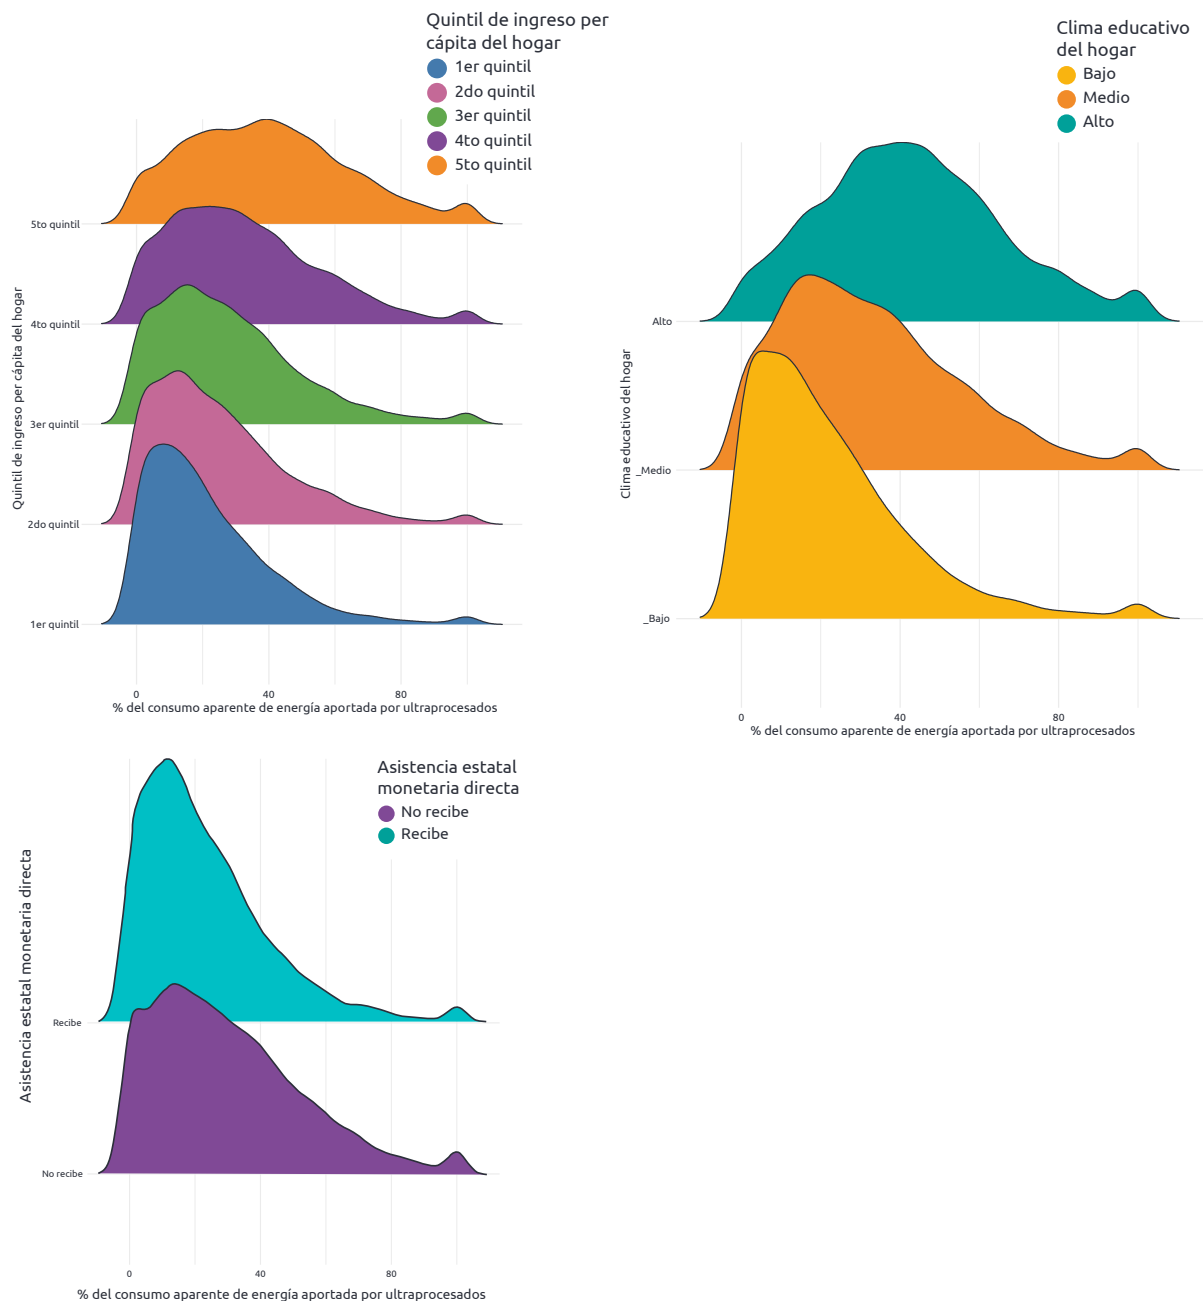 Quintil de ingreso per
cápita del hogar
1er quintil
2do quintil
3er quintil
4to quintil
5to quintil
5to quintil
4to quintil
3er quintil
2do quintil
1er quintil
Quintil de ingreso per cápita del hogar
0 40 80
% del consumo aparente de energía aportada por ultraprocesados
Clima educativo
del hogar
Bajo
Medio
Alto
Alto
_Medio
_Bajo
Clima educativo del hogar
0 40 80
% del consumo aparente de energía aportada por ultraprocesados
Asistencia estatal
monetaria directa
No recibe
Recibe
Recibe
No recibe
Asistencia estatal monetaria directa
0 40 80
% del consumo aparente de energía aportada por ultraprocesados